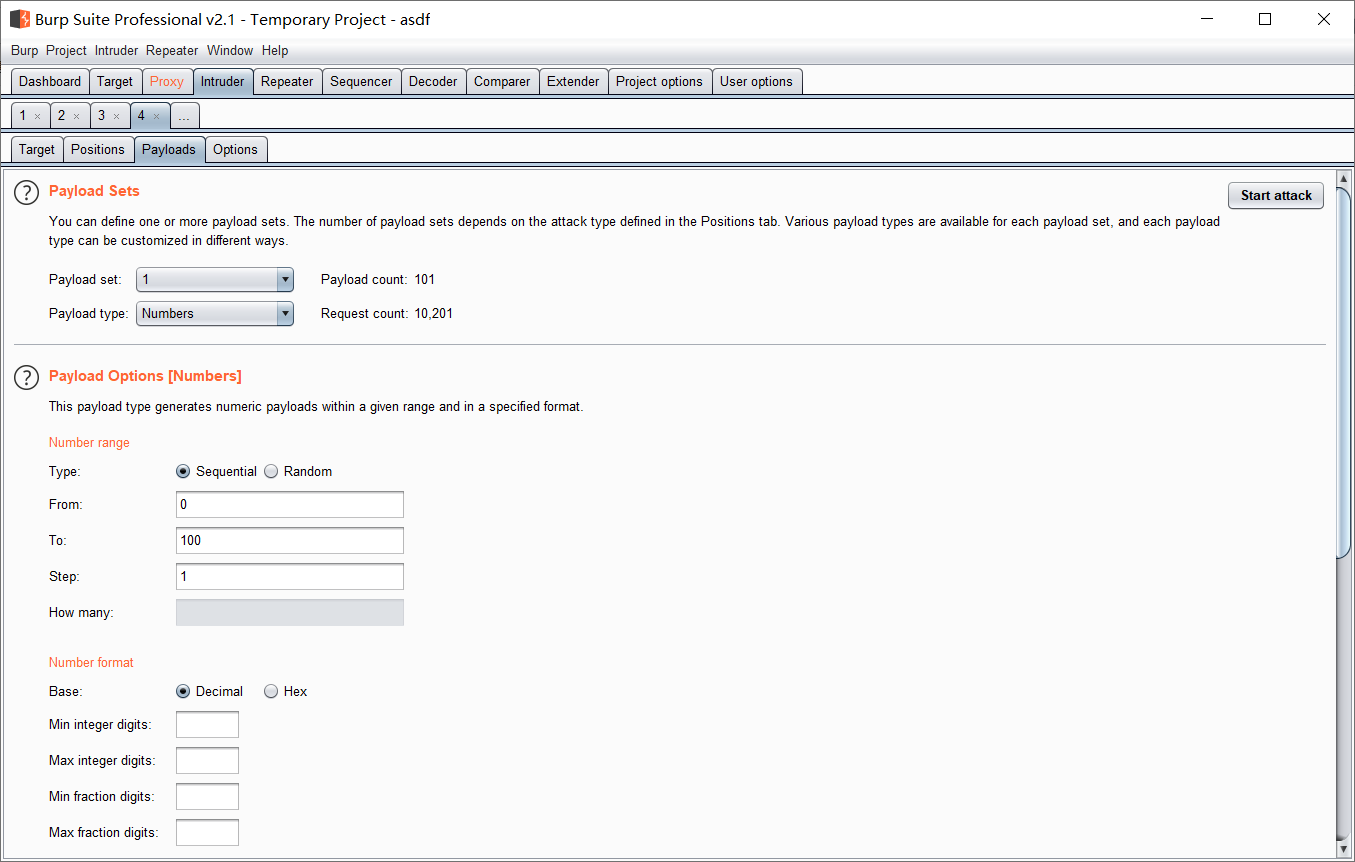 Burp Suite Professional v2.1 - Temporary Project - asdf
Burp Project Intruder Repeater Window Help
Dashboard Target Proxy Intruder Repeater Sequencer Decoder Comparer Extender Project options User options
1 × 2 × 3 × 4 × ...
Target Positions Payloads Options
? Payload Sets Start attack
You can define one or more payload sets. The number of payload sets depends on the attack type defined in the Positions tab. Various payload types are available for each payload set, and each payload
type can be customized in different ways.
Payload set: 1 Payload count: 101
Payload type: Numbers Request count: 10,201
? Payload Options [Numbers]
This payload type generates numeric payloads within a given range and in a specified format.
Number range
Type: Sequential Random
From: 0
To: 100
Step: 1
How many:
Number format
Base: Decimal Hex
Min integer digits:
Max integer digits:
Min fraction digits:
Max fraction digits: